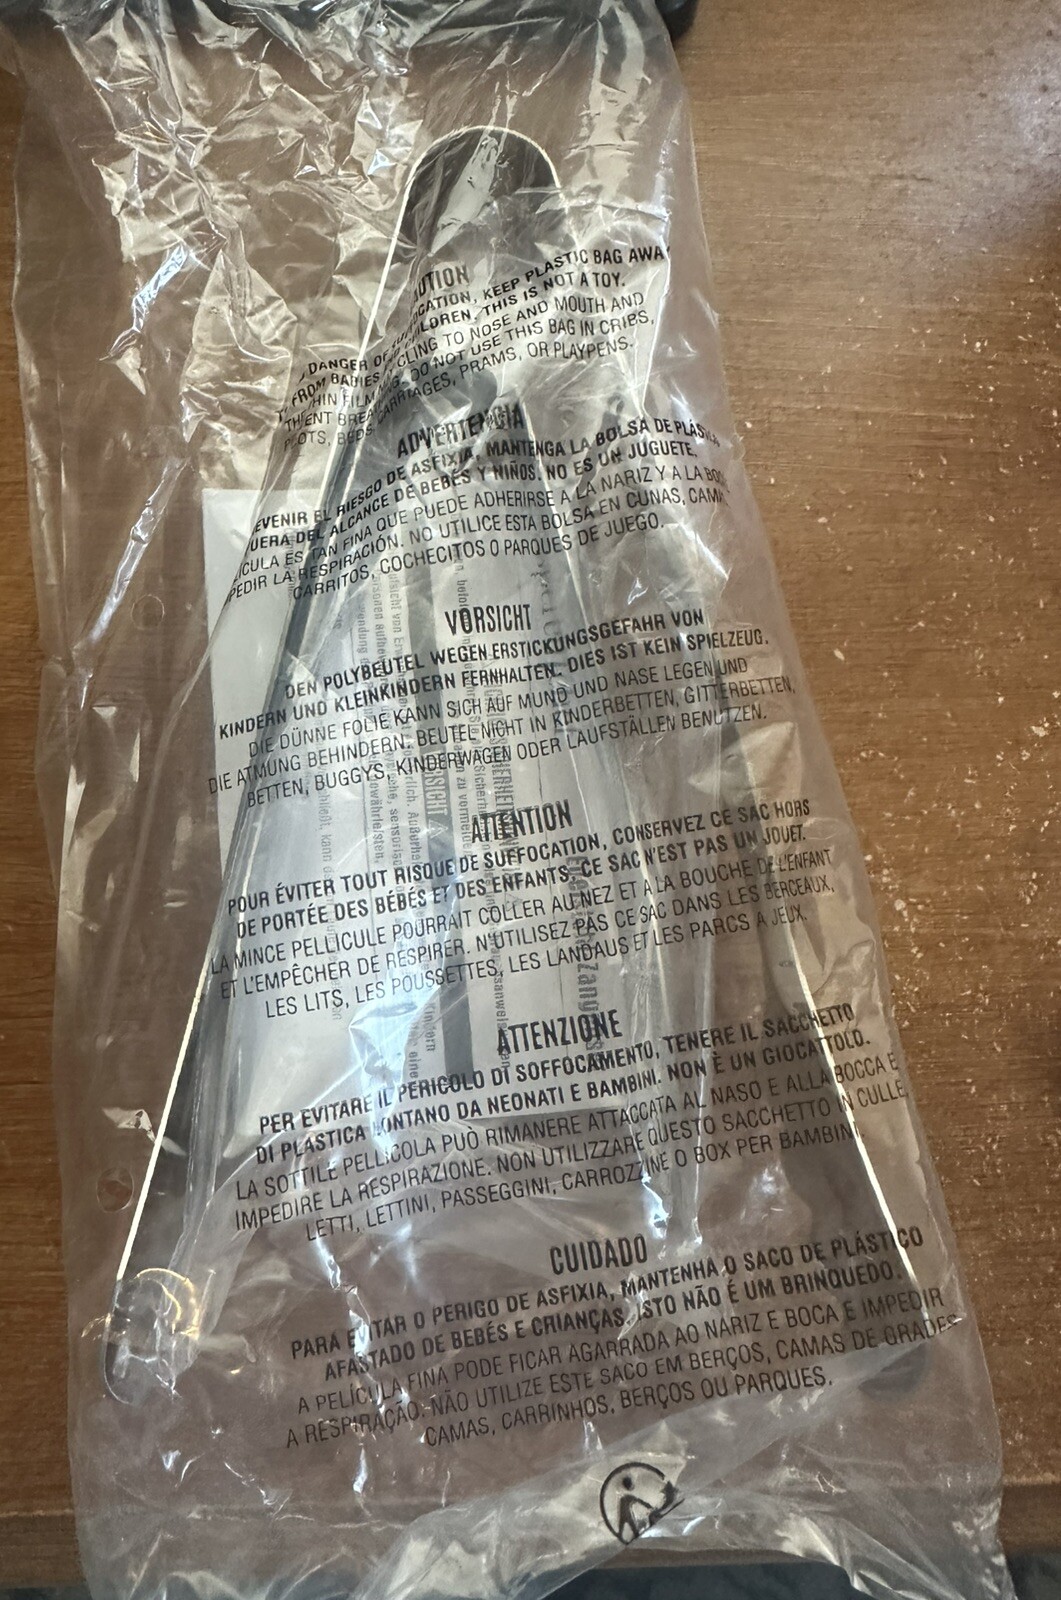 UTION
DANGER OF SUFFOCATION, KEEP PLASTIC BAG AWAY
FROM BABIES CHILDREN. THIS IS NOT A TOY.
THIN FILM CLING TO NOSE AND MOUTH AND
DO NOT USE THIS BAG IN CRIBS,
BEDS, CARRIAGES, PRAMS, OR PLAYPENS.
ADVERTENCIA
EVENIR EL RIESGO DE ASFIXIA, MANTENGA LA BOLSA DE PLÁSTI
UERA DEL ALCANCE DE BEBÉS Y NIÑOS. NO ES UN JUGUETE.
ÍCULA ES TAN FINA QUE PUEDE ADHERIRSE A LA NARIZ Y A LA BOC
PEDIR LA RESPIRACIÓN. NO UTILICE ESTA BOLSA EN CUNAS, CAMA
CARRITOS, COCHECITOS O PARQUES DE JUEGO.
VORSICHT
DEN POLYBEUTEL WEGEN ERSTICKUNGSGEFAHR VON
KINDERN UND KLEINKINDERN FERNHALTEN. DIES IST KEIN SPIELZEUG.
DIE DÜNNE FOLIE KANN SICH AUF MUND UND NASE LEGEN UND
DIE ATMUNG BEHINDERN. BEUTEL NICHT IN KINDERBETTEN, GITTERBETTEN,
BETTEN, BUGGYS, KINDERWAGEN ODER LAUFSTÄLLEN BENUTZEN.
ATTENTION
POUR ÉVITER TOUT RISQUE DE SUFFOCATION, CONSERVEZ CE SAC HORS
DE PORTÉE DES BÉBÉS ET DES ENFANTS. CE SAC N'EST PAS UN JOUET.
LA MINCE PELLICULE POURRAIT COLLER AU NEZ ET A LA BOUCHE DE L'ENFANT
ET L'EMPÊCHER DE RESPIRER. N'UTILISEZ PAS CE SAC DANS LES BERCEAUX,
LES LITS, LES POUSSETTES, LES LANDAUS ET LES PARCS A JEUX.
ATTENZIONE
PER EVITARE IL PERICOLO DI SOFFOCAMENTO, TENERE IL SACCHETTO
DI PLASTICA LONTANO DA NEONATI E BAMBINI. NON È UN GIOCATTOLO.
LA SOTTILE PELLICOLA PUÒ RIMANERE ATTACCATA AL NASO E ALLA BOCCA E
IMPEDIRE LA RESPIRAZIONE. NON UTILIZZARE QUESTO SACCHETTO IN CULLE,
LETTI, LETTINI, PASSEGGINI, CARROZZINE O BOX PER BAMBINI.
CUIDADO
PARA EVITAR O PERIGO DE ASFIXIA, MANTENHA O SACO DE PLÁSTICO
AFASTADO DE BEBÉS E CRIANÇAS. ISTO NÃO É UM BRINQUEDO.
A PELÍCULA FINA PODE FICAR AGARRADA AO NARIZ E BOCA E IMPEDIR
A RESPIRAÇÃO. NÃO UTILIZE ESTE SACO EM BERÇOS, CAMAS DE GRADES
CAMAS, CARRINHOS, BERÇOS OU PARQUES.